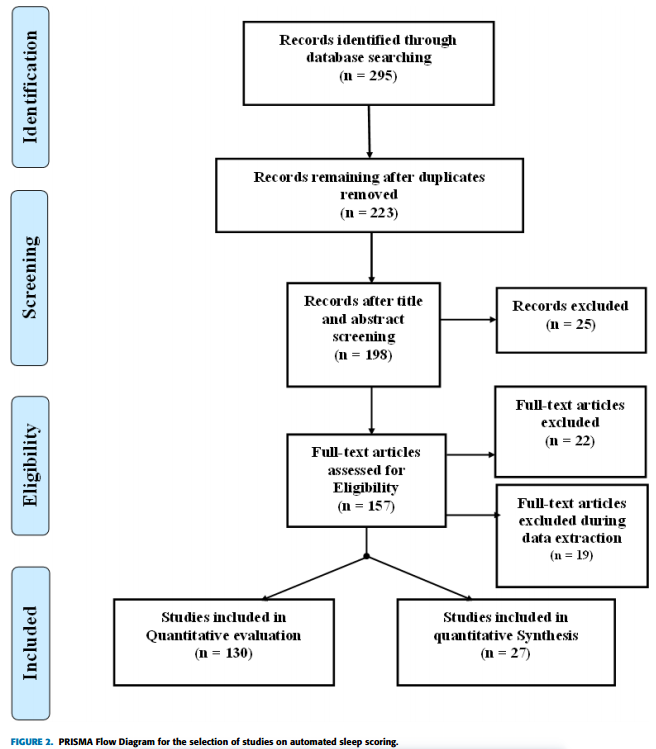 Identification
Records identified through
database searching
(n = 295)
Records remaining after duplicates
removed
(n = 223)
Screening
Records after title
and abstract
screening
(n = 198)
Records excluded
(n = 25)
Eligibility
Full-text articles
assessed for
Eligibility
(n = 157)
Full-text articles
excluded
(n = 22)
Full-text articles
excluded during
data extraction
(n = 19)
Included
Studies included in
Quantitative evaluation
(n = 130)
Studies included in
quantitative Synthesis
(n = 27)
FIGURE 2. PRISMA Flow Diagram for the selection of studies on automated sleep scoring.